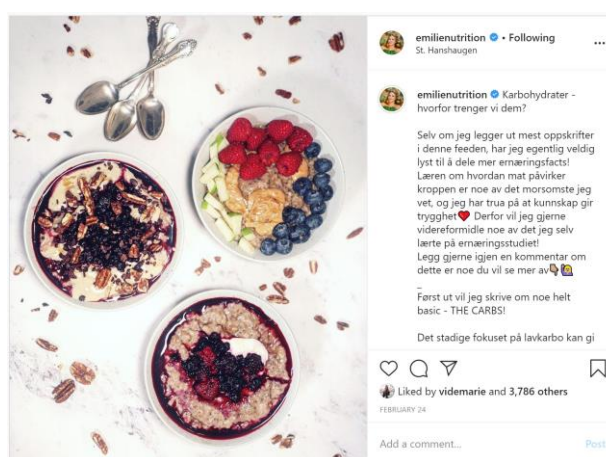 emilienutrition • Following
St. Hanshaugen
emilienutrition Karbohydrater -
hvorfor trenger vi dem?
Selv om jeg legger ut mest oppskrifter
i denne feeden, har jeg egentlig veldig
lyst til å dele mer ernæringsfacts!
Læren om hvordan mat påvirker
kroppen er noe av det morsomste jeg
vet, og jeg har trua på at kunnskap gir
trygghet❤️ Derfor vil jeg gjerne
videreformidle noe av det jeg selv
lærte på ernæringsstudiet!
Legg gjerne igjen en kommentar om
dette er noe du vil se mer av👇🏽🙋🏼‍♀️
_
Først ut vil jeg skrive om noe helt
basic - THE CARBS!
Det stadige fokuset på lavkarbo kan gi
Liked by videmarie and 3,786 others
FEBRUARY 24
Add a comment...
Post